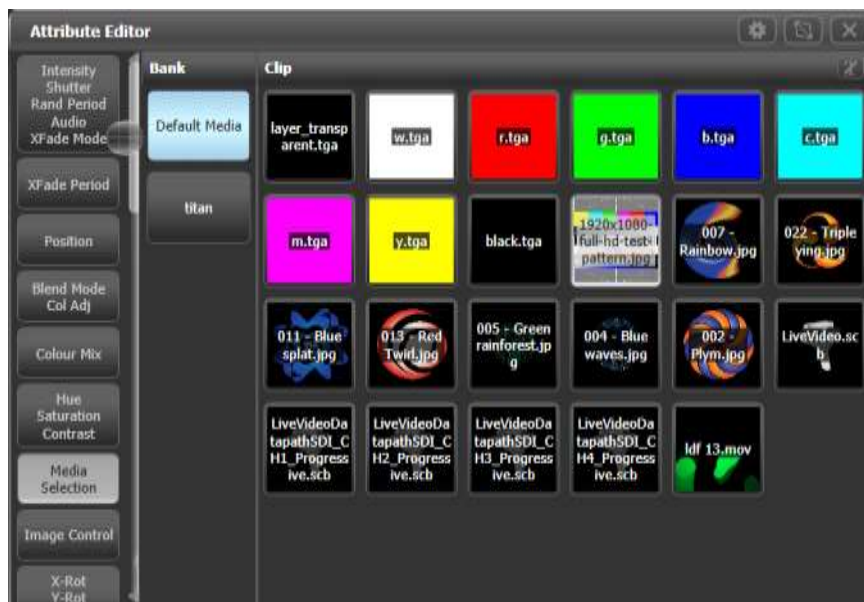 Attribute Editor
Intensity
Shutter
Rand Period
Audio
XFade Mode
XFade Period
Position
Blend Mode
Col Adj
Colour Mix
Hue
Saturation
Contrast
Media
Selection
Image Control
X-Rot
Y-Rot
Bank
Default Media
titan
Clip
layer_transp
arent.tga
w.tga
r.tga
g.tga
b.tga
c.tga
m.tga
y.tga
black.tga
1920x1080-
full-hd-test-
pattern.jpg
007 -
Rainbow.jpg
022 - Triple
ying.jpg
011 - Blue
splat.jpg
013 - Red
Twirl.jpg
005 - Green
rainforest.jp
g
004 - Blue
waves.jpg
002 -
Plym.jpg
LiveVideo.sc
b
LiveVideoDa
tapathSDI_C
H1_Progress
ive.scb
LiveVideoDa
tapathSDI_C
H2_Progress
ive.scb
LiveVideoDa
tapathSDI_C
H3_Progress
ive.scb
LiveVideoDa
tapathSDI_C
H4_Progress
ive.scb
ldf 13.mov